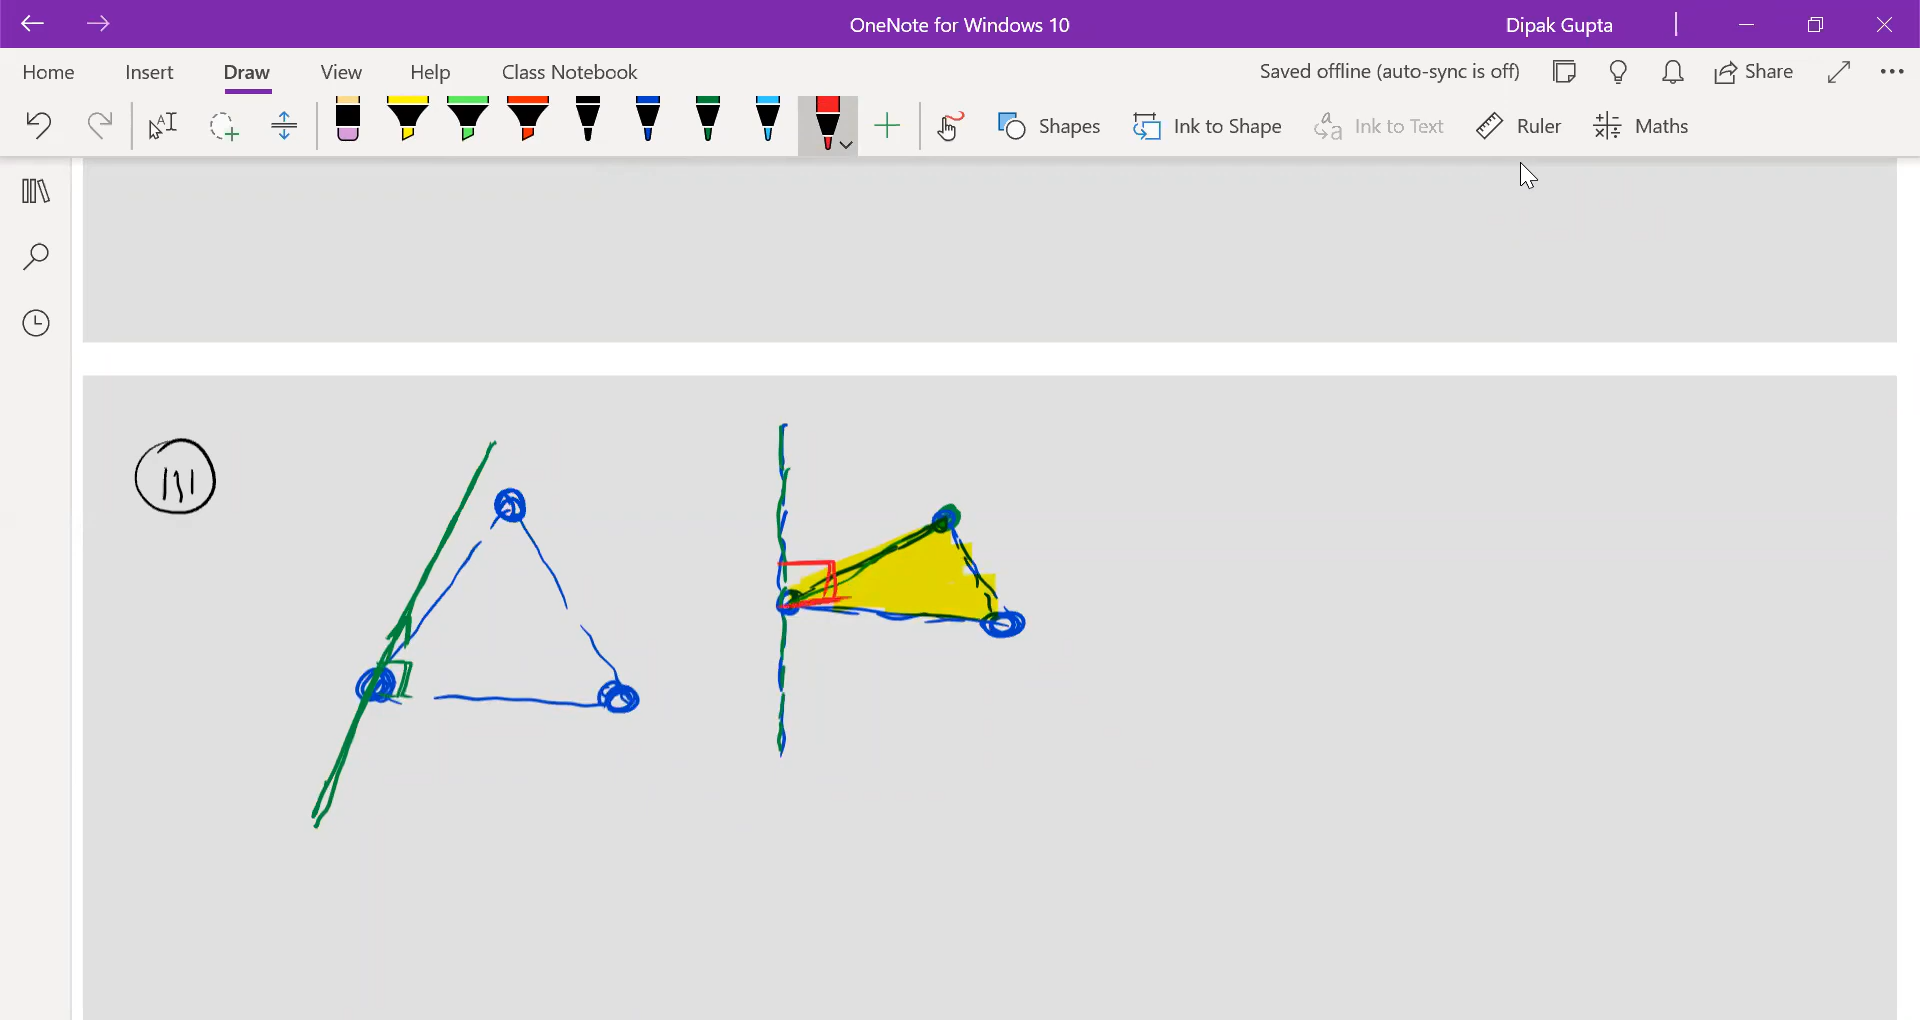 OneNote for Windows 10
Dipak Gupta
Home Insert Draw View Help Class Notebook
Saved offline (auto-sync is off) Share
Shapes Ink to Shape Ink to Text Ruler Maths